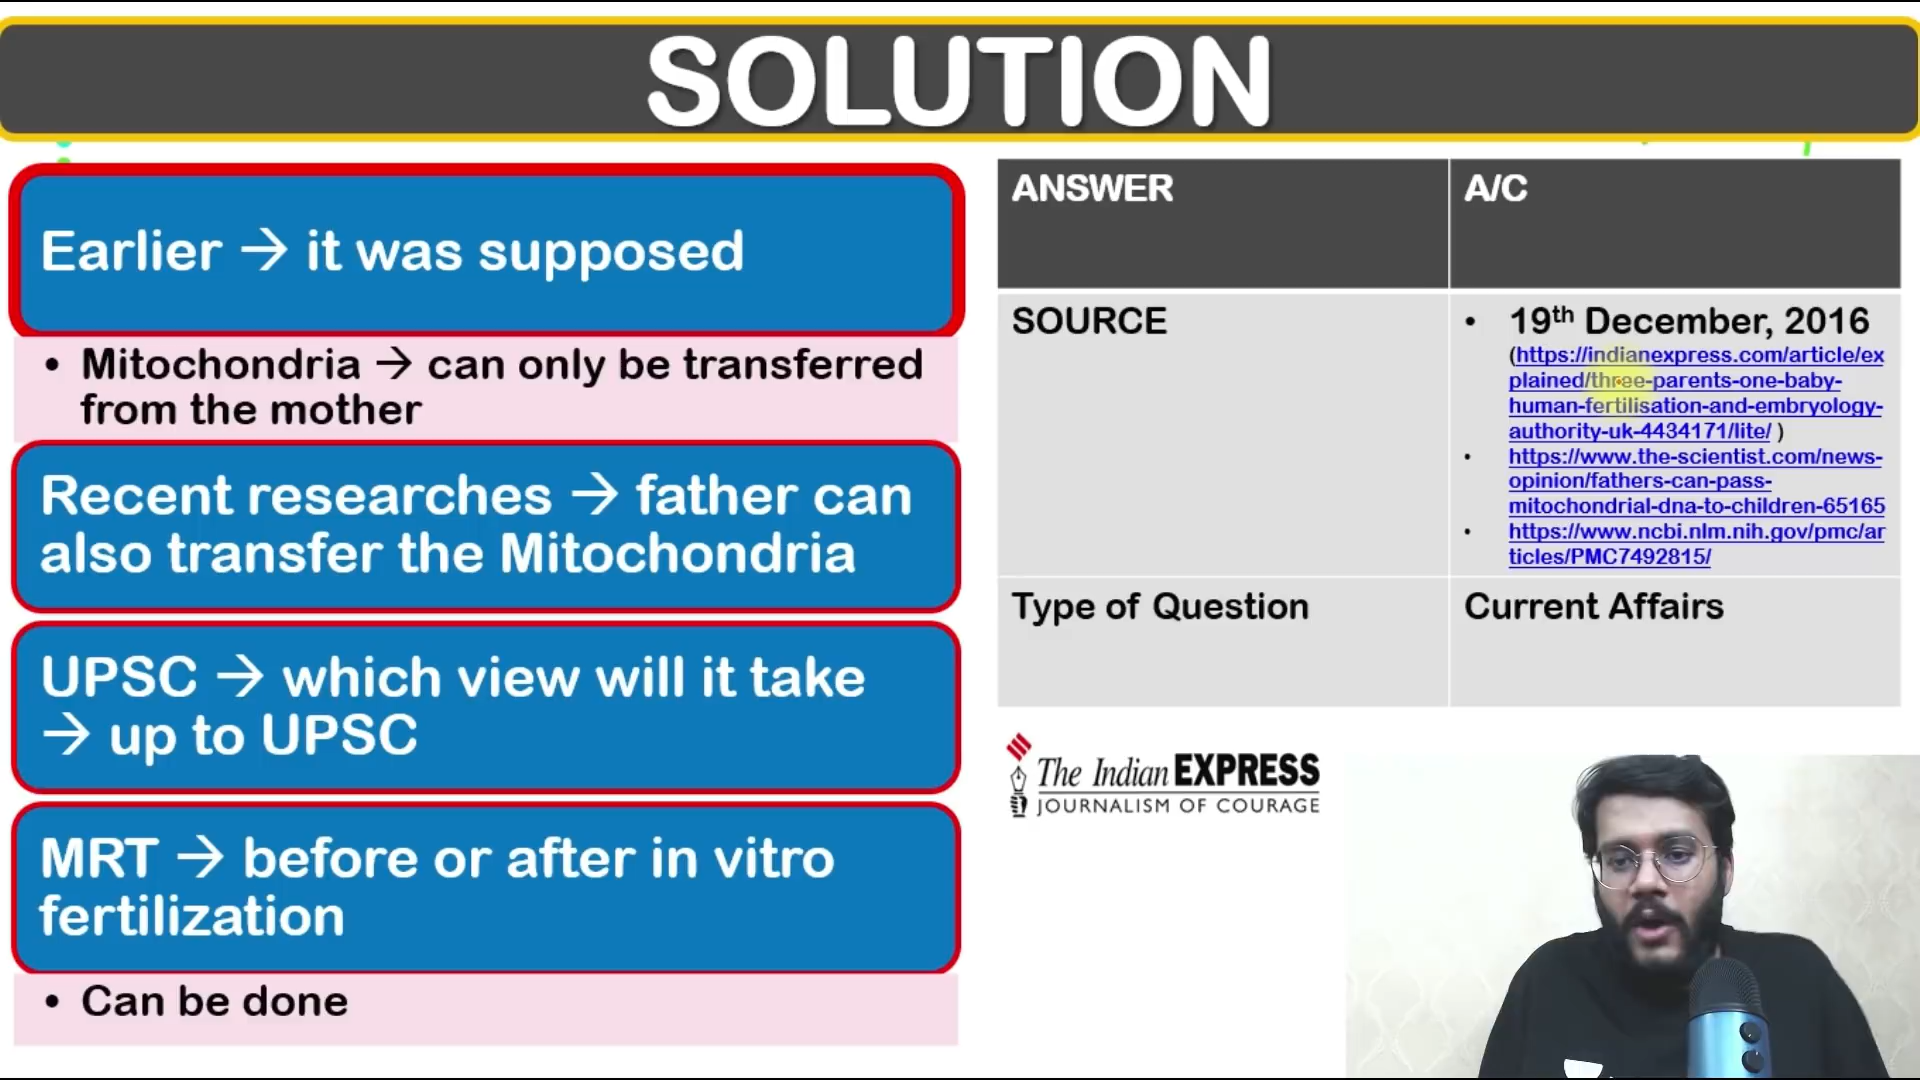 SOLUTION
Earlier → it was supposed
• Mitochondria → can only be transferred
from the mother
Recent researches → father can
also transfer the Mitochondria
UPSC → which view will it take
→ up to UPSC
MRT → before or after in vitro
fertilization
• Can be done
ANSWER
A/C
SOURCE
• 19th December, 2016
(https://indianexpress.com/article/ex
plained/three-parents-one-baby-
human-fertilisation-and-embryology-
authority-uk-4434171/lite/ )
• https://www.the-scientist.com/news-
opinion/fathers-can-pass-
mitochondrial-dna-to-children-65165
• https://www.ncbi.nlm.nih.gov/pmc/ar
ticles/PMC7492815/
Type of Question
Current Affairs
The Indian EXPRESS
JOURNALISM OF COURAGE